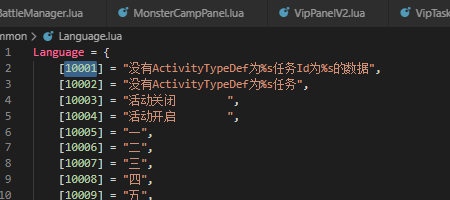 BattleManager.lua MonsterCampPanel.lua VipPanelV2.lua VipTask
mmon > Language.lua
1 Language = {
2 [10001] = "没有ActivityTypeDef为%s任务Id为%s的数据",
3 [10002] = "没有ActivityTypeDef为%s任务",
4 [10003] = "活动关闭 ",
5 [10004] = "活动开启 ",
6 [10005] = "一",
7 [10006] = "二",
8 [10007] = "三",
9 [10008] = "四",
10 [10009] = "五",